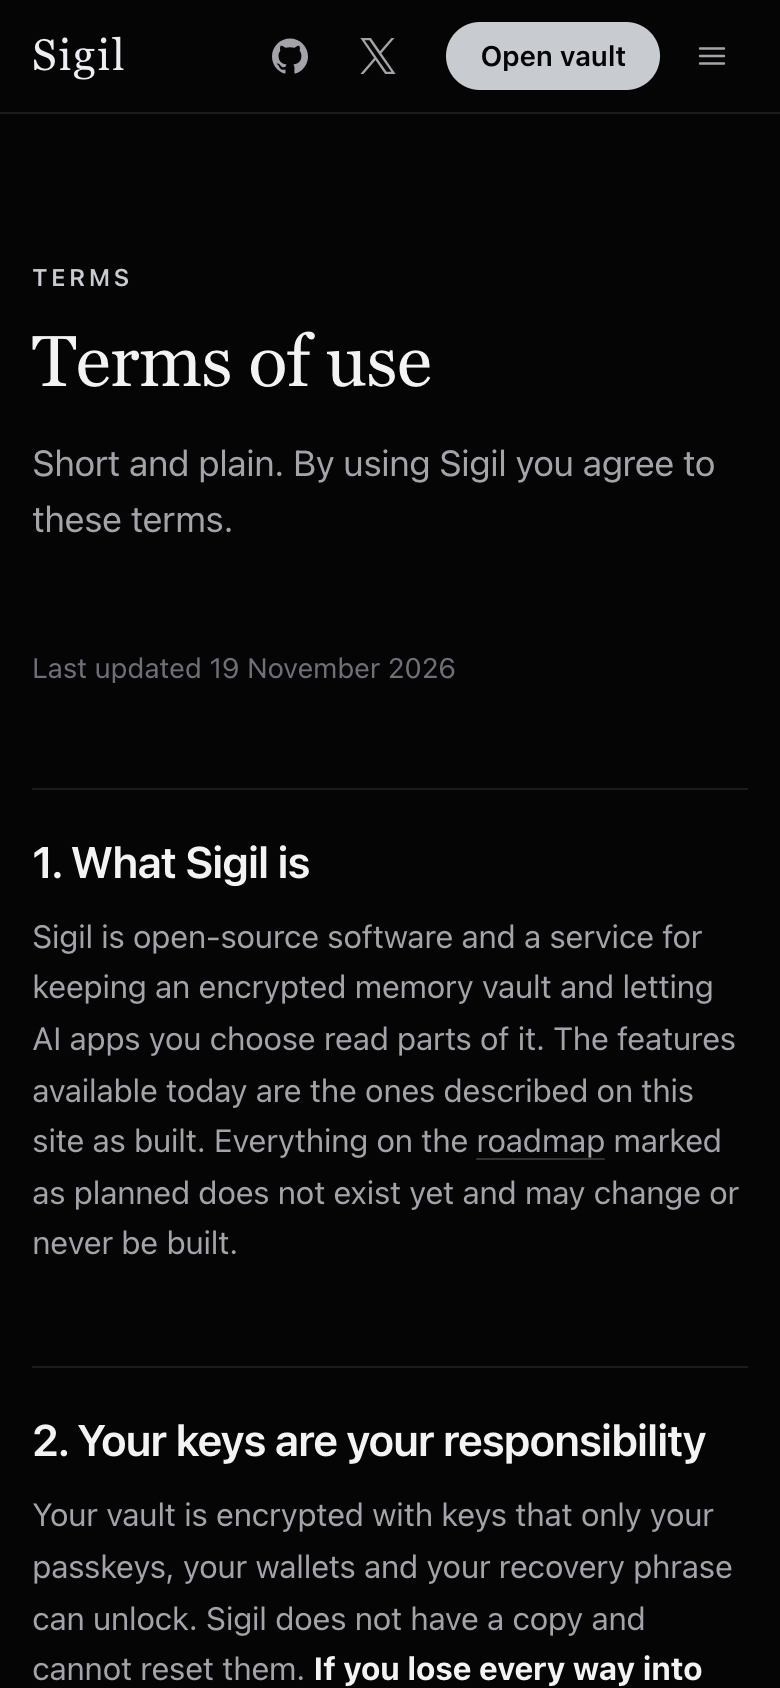 Sigil
Open vault
TERMS
Terms of use
Short and plain. By using Sigil you agree to
these terms.
Last updated 19 November 2026
1. What Sigil is
Sigil is open-source software and a service for
keeping an encrypted memory vault and letting
AI apps you choose read parts of it. The features
available today are the ones described on this
site as built. Everything on the roadmap marked
as planned does not exist yet and may change or
never be built.
2. Your keys are your responsibility
Your vault is encrypted with keys that only your
passkeys, your wallets and your recovery phrase
can unlock. Sigil does not have a copy and
cannot reset them. If you lose every way into